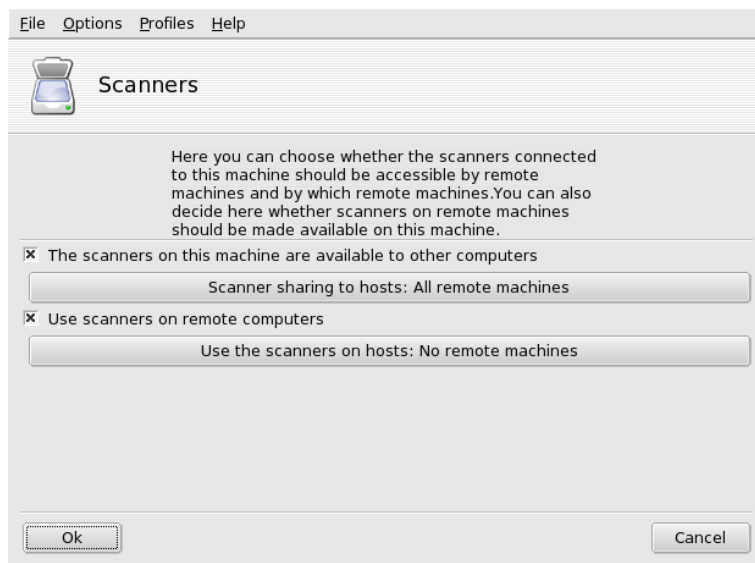 File Options Profiles Help
Scanners
Here you can choose whether the scanners connected
to this machine should be accessible by remote
machines and by which remote machines.You can also
decide here whether scanners on remote machines
should be made available on this machine.
The scanners on this machine are available to other computers
Scanner sharing to hosts: All remote machines
Use scanners on remote computers
Use the scanners on hosts: No remote machines
Ok Cancel